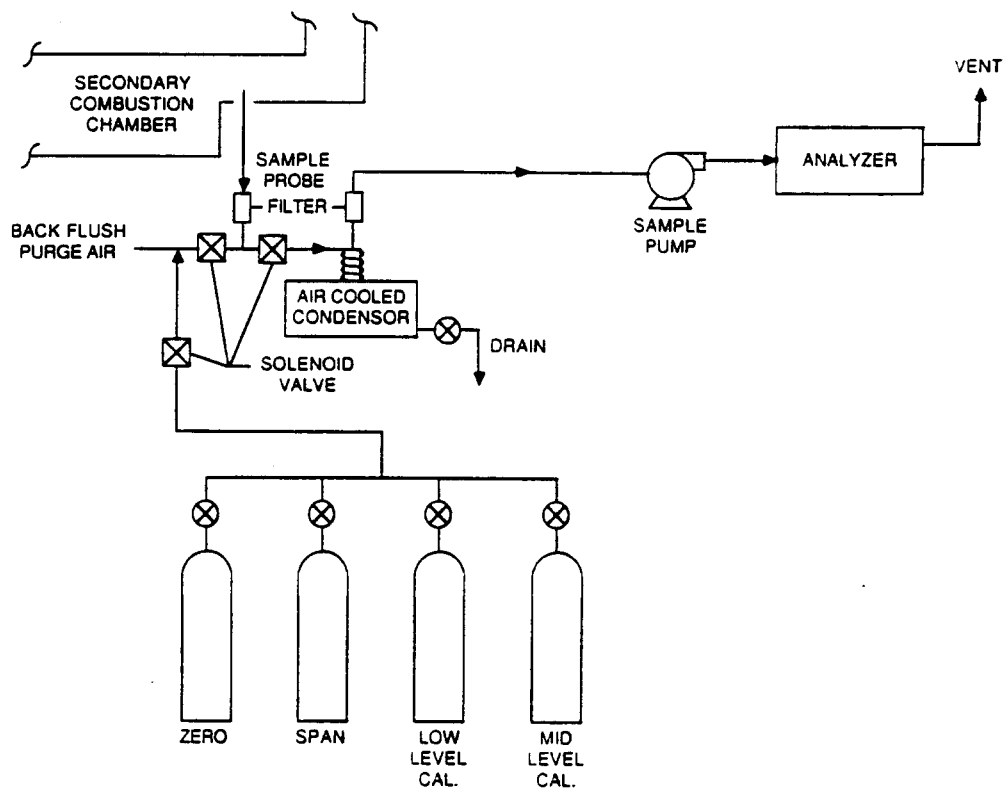 SECONDARY
COMBUSTION
CHAMBER
VENT
ANALYZER
SAMPLE
PROBE
FILTER
SAMPLE
PUMP
BACK FLUSH
PURGE AIR
AIR COOLED
CONDENSOR
DRAIN
SOLENOID
VALVE
ZERO
SPAN
LOW
LEVEL
CAL.
MID
LEVEL
CAL.